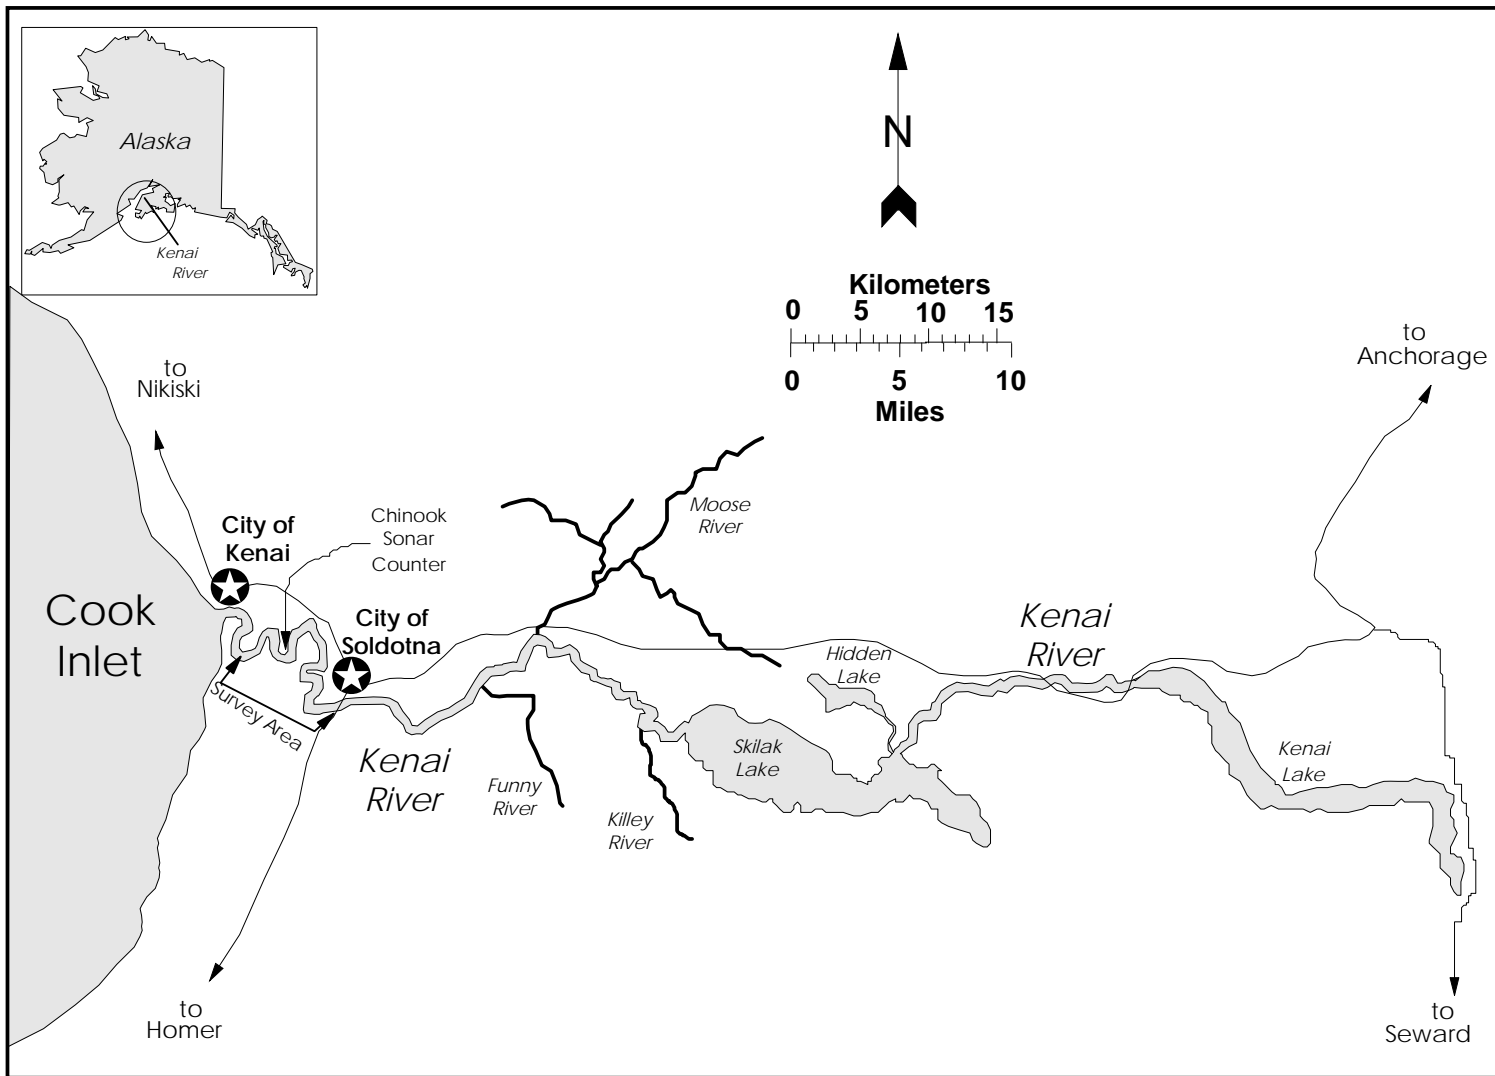 Alaska
Kenai
River
N
Kilometers
0 5 10 15
0 5 10
Miles
to
Anchorage
to
Nikiski
City of
Kenai
Chinook
Sonar
Counter
Moose
River
Cook
Inlet
City of
Soldotna
Kenai
River
Hidden
Lake
Survey Area
Kenai
River
Skilak
Lake
Kenai
Lake
Funny
River
Killey
River
to
Homer
to
Seward